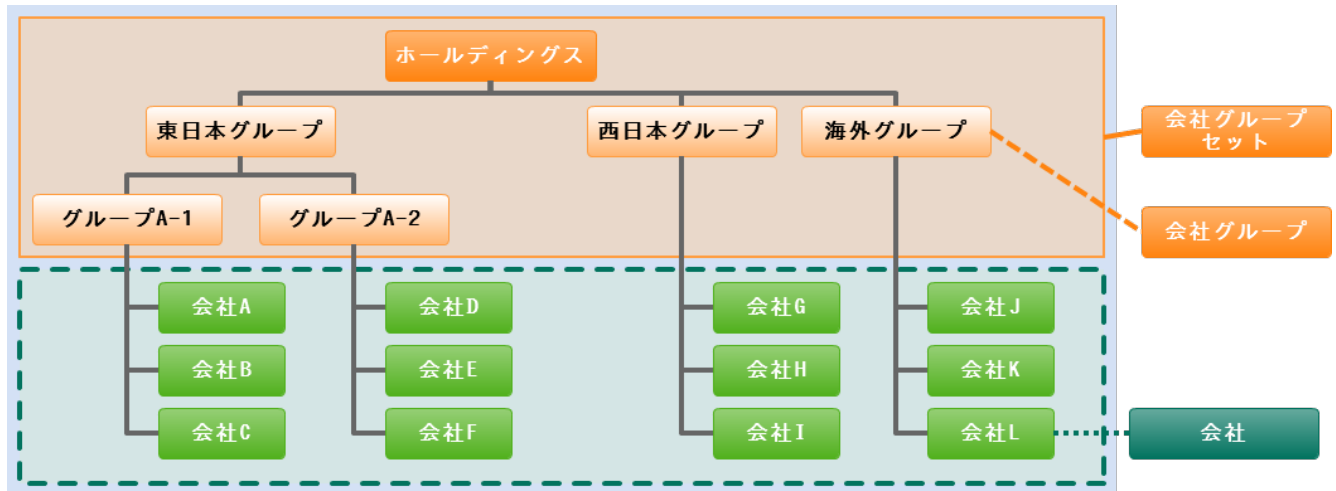 ホールディングス
東日本グループ
西日本グループ
海外グループ
会社グループ
セット
グループA-1
グループA-2
会社グループ
会社A
会社D
会社G
会社J
会社B
会社E
会社H
会社K
会社C
会社F
会社I
会社L
会社